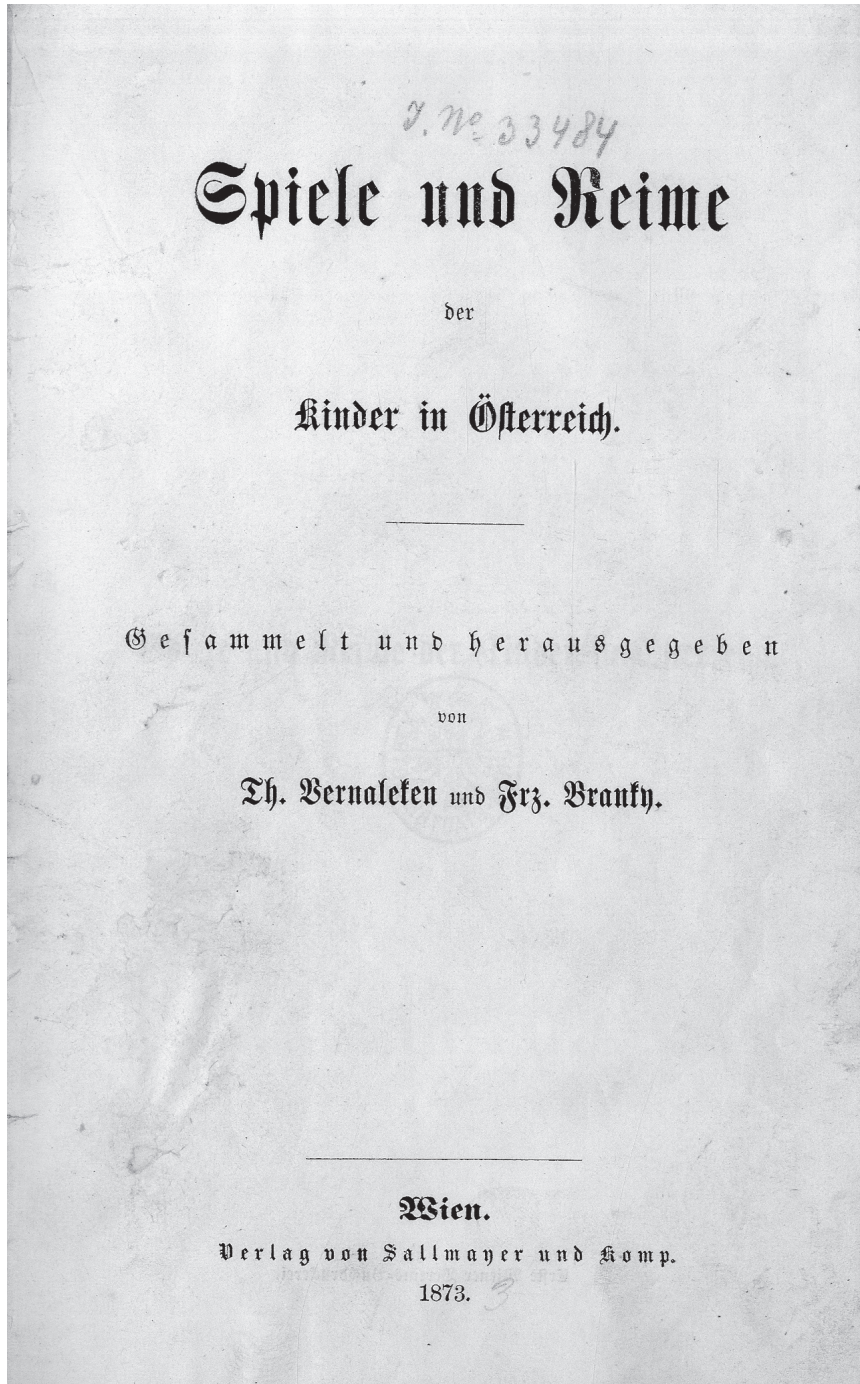 J. No 33484
Spiele und Reime
der
Kinder in Österreich.
Gesammelt und herausgegeben
von
Th. Vernaleken und Frz. Branky.
Wien.
Verlag von Sallmayer und Komp.
1873. 3